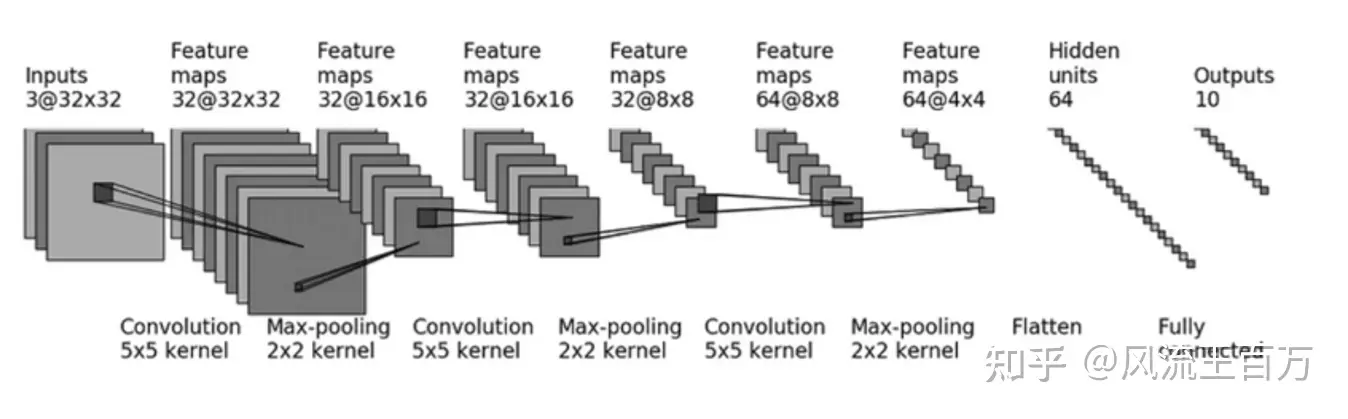 Inputs
3@32x32
Feature
maps
32@32x32
Feature
maps
32@16x16
Feature
maps
32@16x16
Feature
maps
32@8x8
Feature
maps
64@8x8
Feature
maps
64@4x4
Hidden
units
64
Outputs
10
Convolution
5x5 kernel
Max-pooling
2x2 kernel
Convolution
5x5 kernel
Max-pooling
2x2 kernel
Convolution
5x5 kernel
Max-pooling
2x2 kernel
Flatten
Fully
connected
知乎 @风流王百万